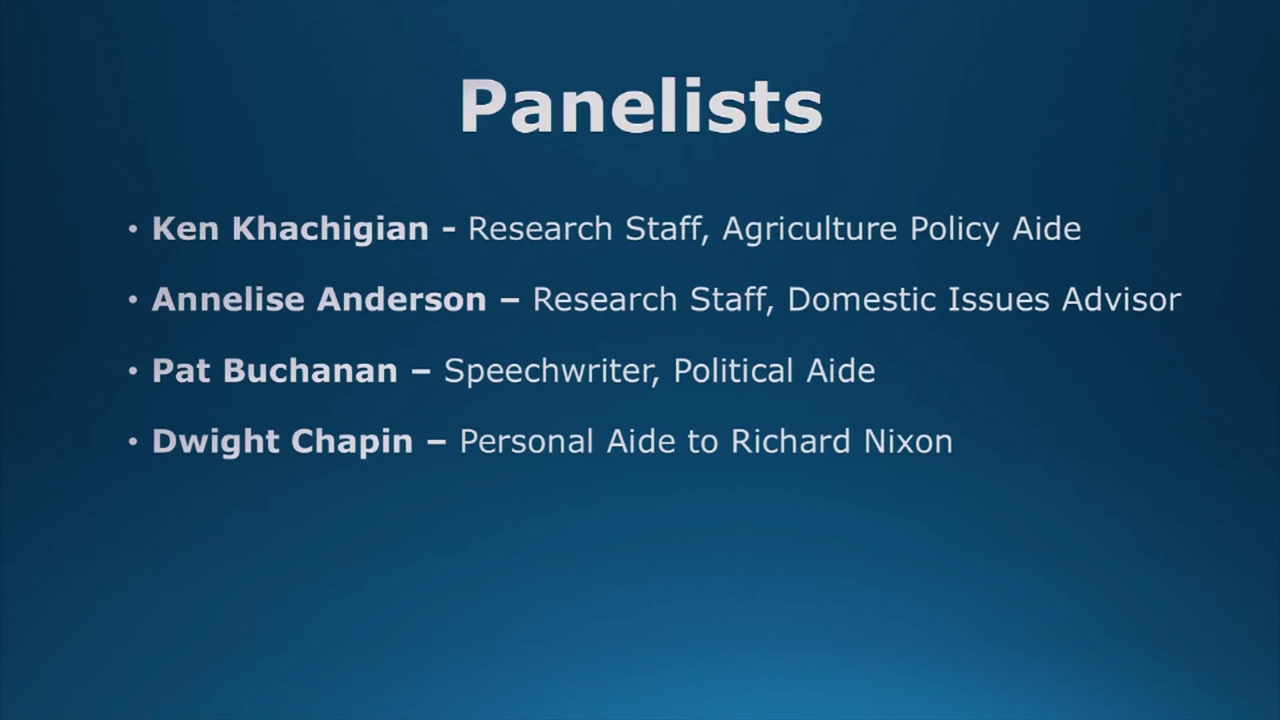 Panelists
• Ken Khachigian - Research Staff, Agriculture Policy Aide
• Annelise Anderson – Research Staff, Domestic Issues Advisor
• Pat Buchanan – Speechwriter, Political Aide
• Dwight Chapin – Personal Aide to Richard Nixon